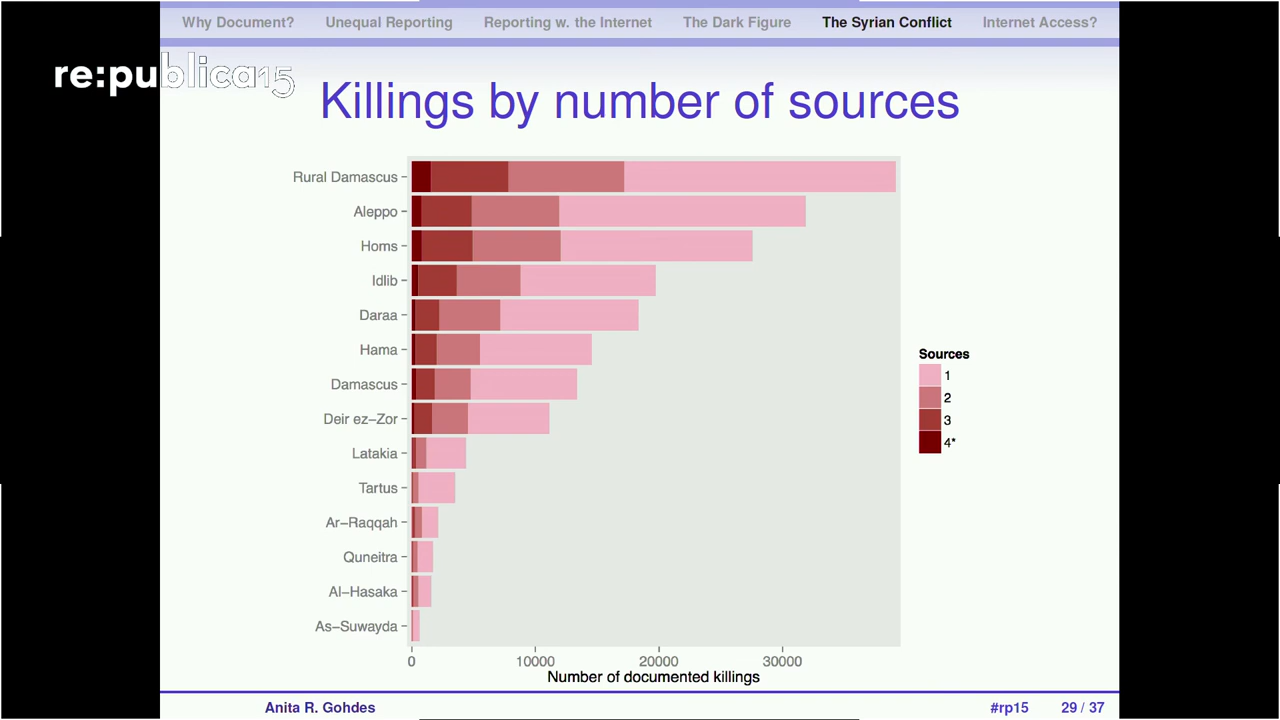 Why Document? Unequal Reporting Reporting w. the Internet The Dark Figure The Syrian Conflict Internet Access?
re:publica15
Killings by number of sources
Rural Damascus
Aleppo
Homs
Idlib
Daraa
Hama
Damascus
Deir ez-Zor
Latakia
Tartus
Ar-Raqqah
Quneitra
Al-Hasaka
As-Suwayda
Sources
1
2
3
4*
0 10000 20000 30000
Number of documented killings
Anita R. Gohdes #rp15 29 / 37